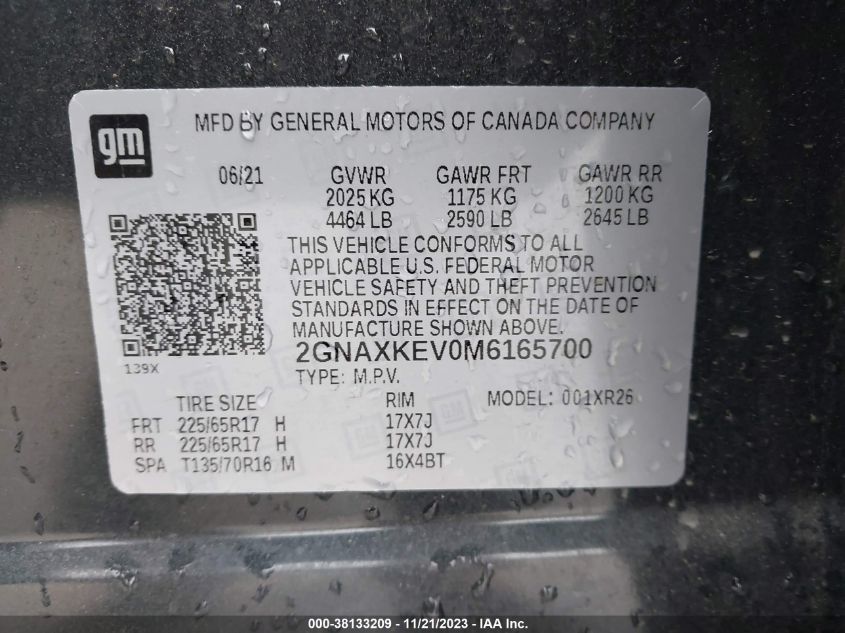 gm
MFD BY GENERAL MOTORS OF CANADA COMPANY
06/21 GVWR GAWR FRT GAWR RR
2025 KG 1175 KG 1200 KG
4464 LB 2590 LB 2645 LB
THIS VEHICLE CONFORMS TO ALL
APPLICABLE U.S. FEDERAL MOTOR
VEHICLE SAFETY AND THEFT PREVENTION
STANDARDS IN EFFECT ON THE DATE OF
MANUFACTURE SHOWN ABOVE.
139X
2GNAXKEV0M6165700
TYPE: M.P.V.
TIRE SIZE RIM MODEL: 001XR26
FRT 225/65R17 H 17X7J
RR 225/65R17 H 17X7J
SPA T135/70R16 M 16X4BT
000-38133209 - 11/21/2023 - IAA Inc.